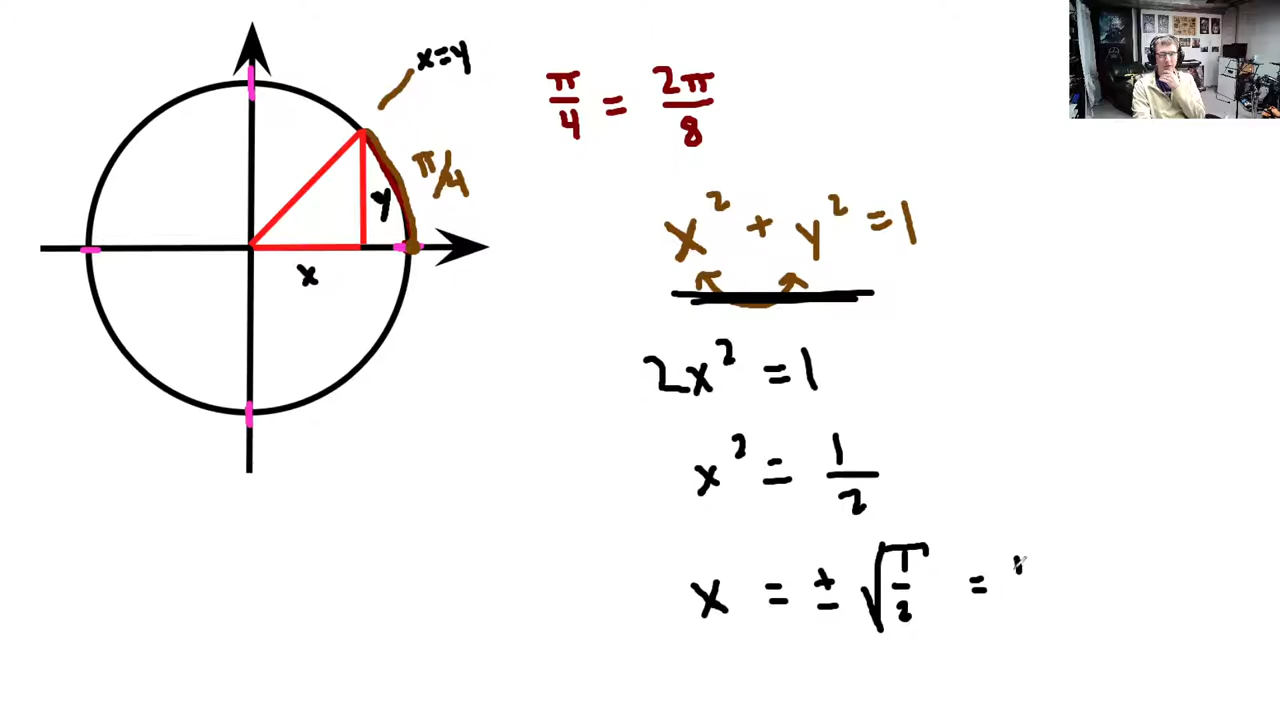 x=y
π/4 = 2π/8
π/4
y
x
x² + y² = 1
2x² = 1
x² = 1/2
x = ± √(1/2) =